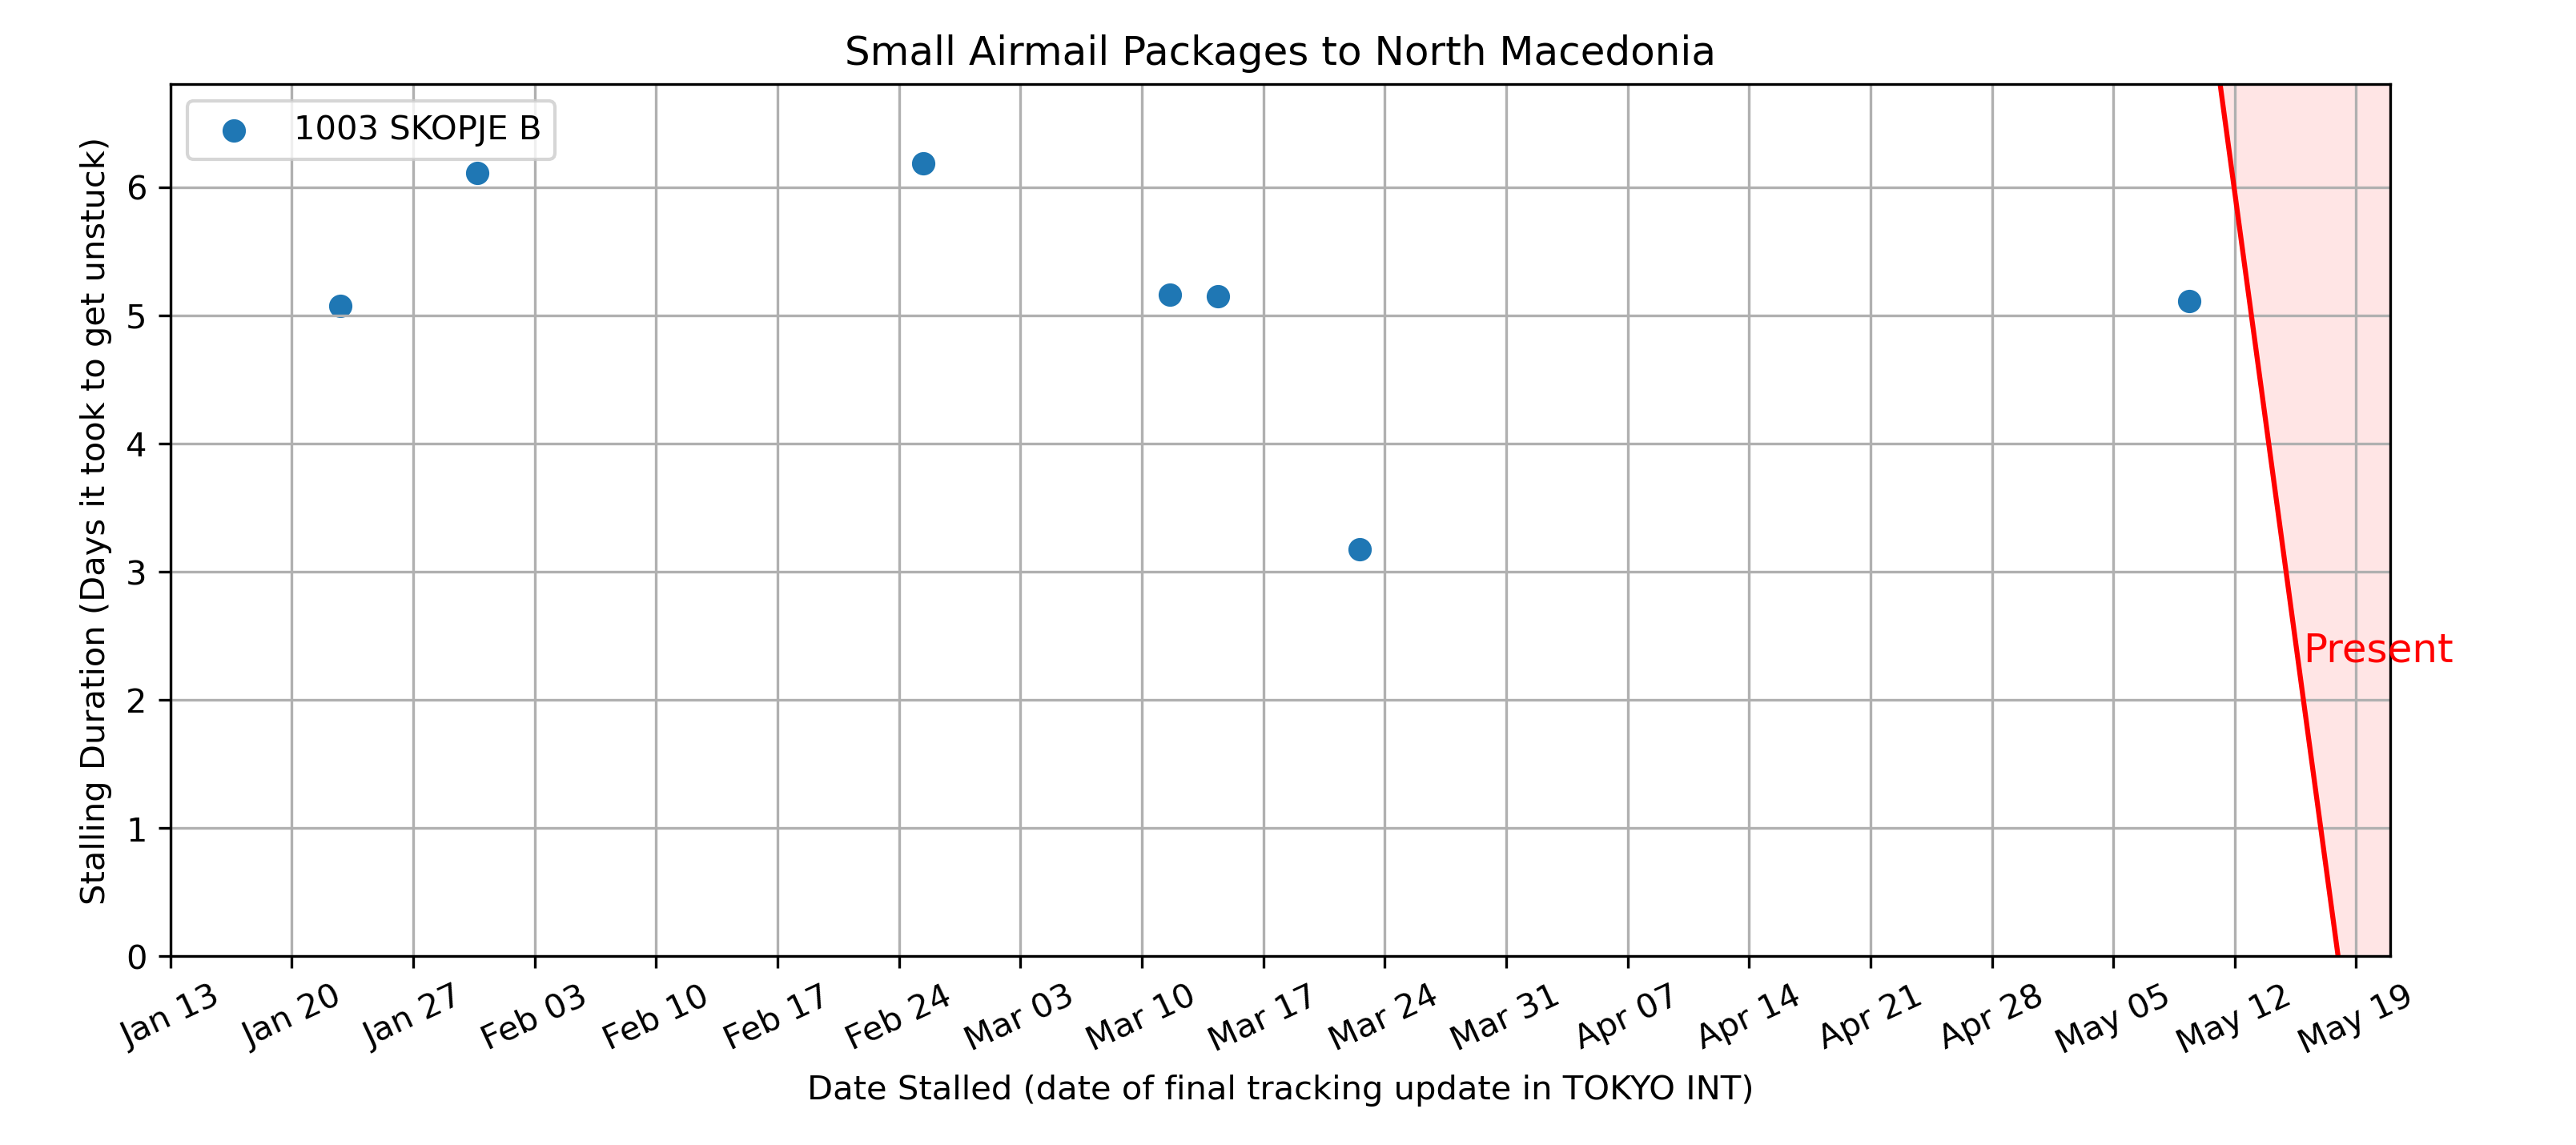 Small Airmail Packages to North Macedonia
1003 SKOPJE B
Stalling Duration (Days it took to get unstuck)
6
5
4
3
2
1
0
Present
Jan 13
Jan 20
Jan 27
Feb 03
Feb 10
Feb 17
Feb 24
Mar 03
Mar 10
Mar 17
Mar 24
Mar 31
Apr 07
Apr 14
Apr 21
Apr 28
May 05
May 12
May 19
Date Stalled (date of final tracking update in TOKYO INT)